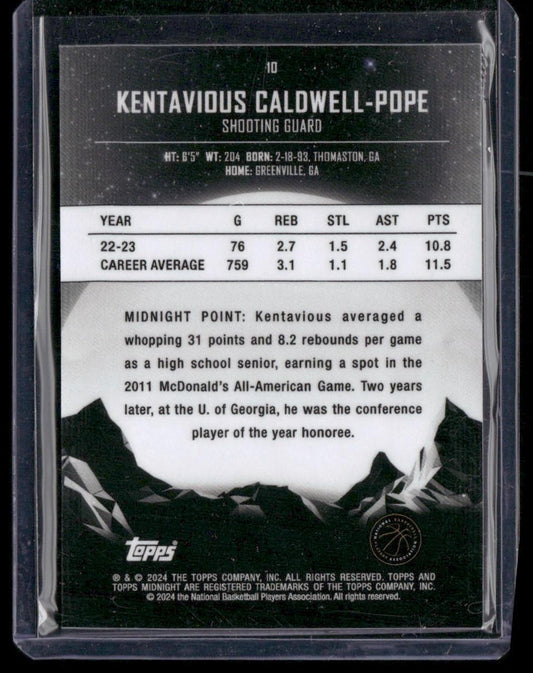 10
KENTAVIOUS CALDWELL-POPE
SHOOTING GUARD
HT: 6'5" WT: 204 BORN: 2-18-93, THOMASTON, GA
HOME: GREENVILLE, GA
YEAR G REB STL AST PTS
22-23 76 2.7 1.5 2.4 10.8
CAREER AVERAGE 759 3.1 1.1 1.8 11.5
MIDNIGHT POINT: Kentavious averaged a
whopping 31 points and 8.2 rebounds per game
as a high school senior, earning a spot in the
2011 McDonald's All-American Game. Two years
later, at the U. of Georgia, he was the conference
player of the year honoree.
Topps
NATIONAL BASKETBALL
PLAYERS ASSOCIATION
® & © 2024 THE TOPPS COMPANY, INC. ALL RIGHTS RESERVED. TOPPS AND
TOPPS MIDNIGHT ARE REGISTERED TRADEMARKS OF THE TOPPS COMPANY, INC.
© 2024 the National Basketball Players Association. All rights reserved.